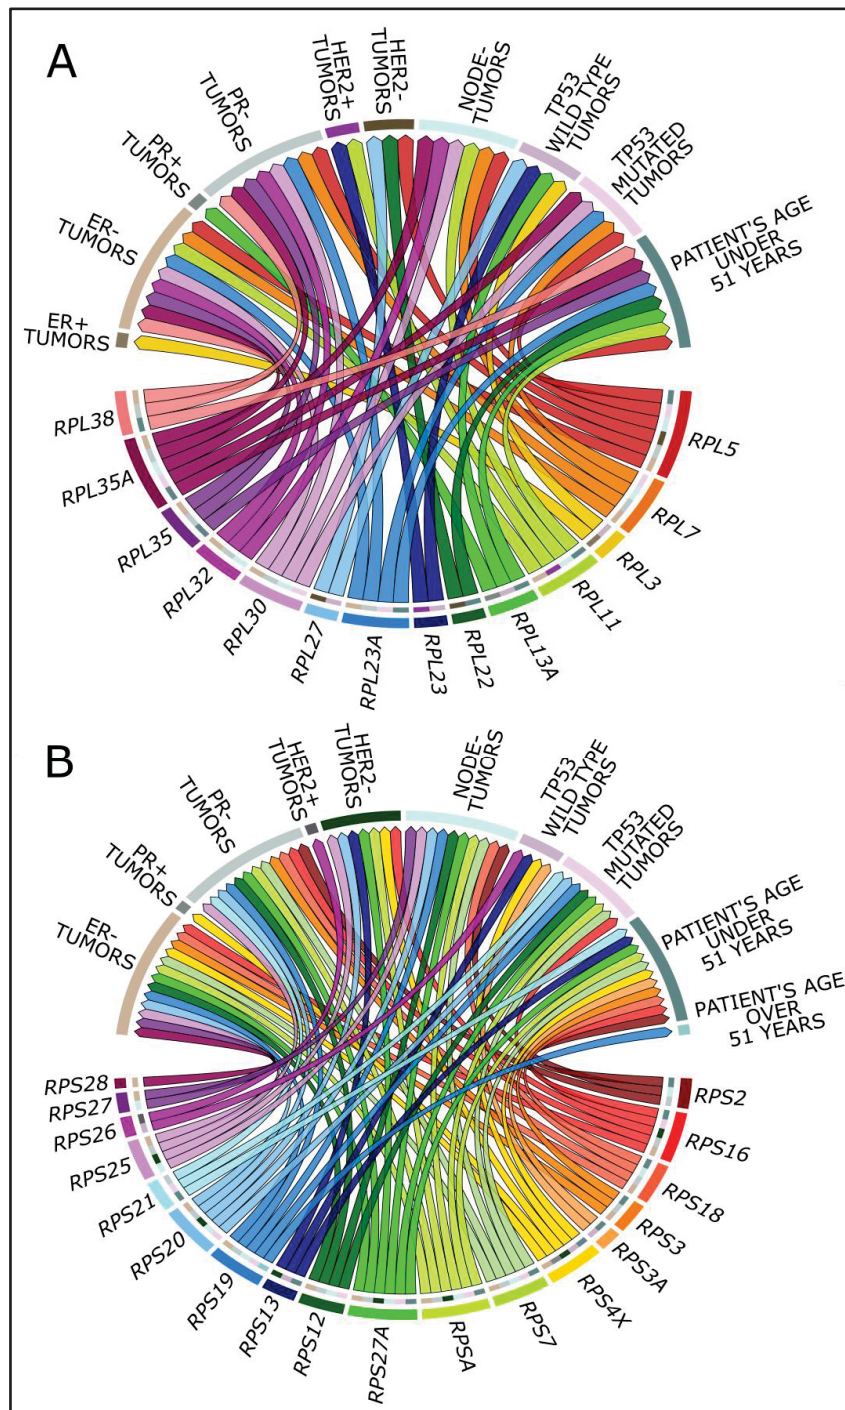 A
HER2+
TUMORS
HER2-
TUMORS
NODE-
TUMORS
TP53
WILD TYPE
TUMORS
TP53
MUTATED
TUMORS
PR-
TUMORS
PR+
TUMORS
ER-
TUMORS
ER+
TUMORS
PATIENT'S AGE
UNDER
51 YEARS
RPL38
RPL35A
RPL35
RPL32
RPL30
RPL27
RPL23A
RPL23
RPL22
RPL13A
RPL11
RPL3
RPL7
RPL5
B
HER2+
TUMORS
HER2-
TUMORS
NODE-
TUMORS
TP53
WILD TYPE
TUMORS
TP53
MUTATED
TUMORS
PR-
TUMORS
PR+
TUMORS
ER-
TUMORS
PATIENT'S AGE
UNDER
51 YEARS
PATIENT'S AGE
OVER
51 YEARS
RPS28
RPS27
RPS26
RPS25
RPS21
RPS20
RPS19
RPS13
RPS12
RPS27A
RPSA
RPS7
RPS4X
RPS3A
RPS3
RPS18
RPS16
RPS2